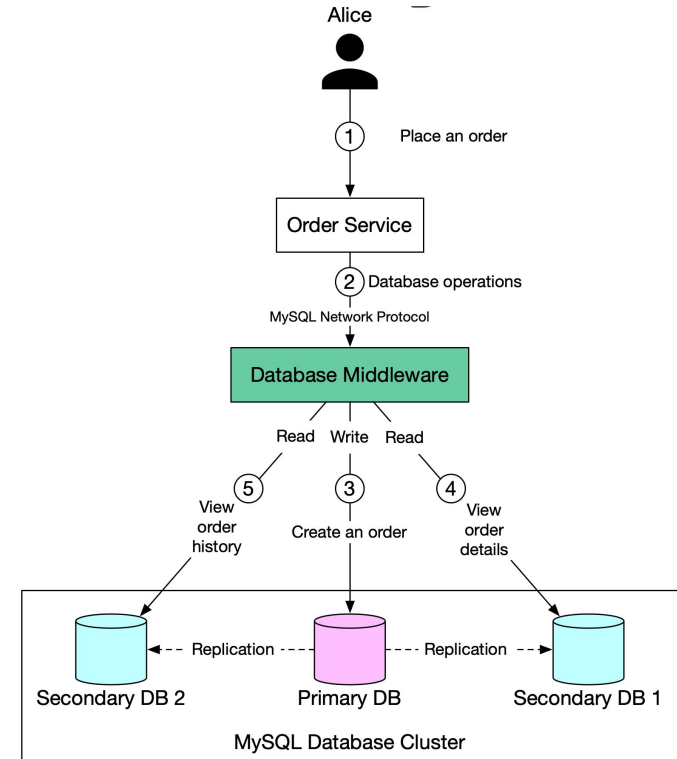 Alice
1
Place an order
Order Service
2
Database operations
MySQL Network Protocol
Database Middleware
Read
Write
Read
5
3
4
View
order
history
Create an order
View
order
details
Replication
Replication
Secondary DB 2
Primary DB
Secondary DB 1
MySQL Database Cluster